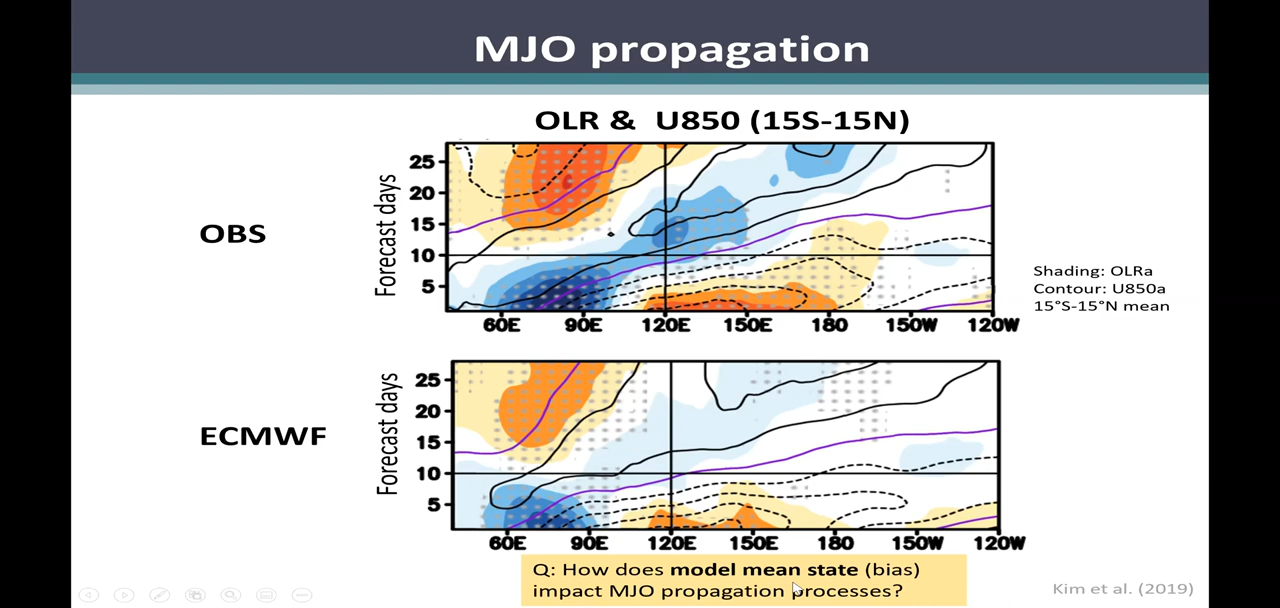 MJO propagation
OLR & U850 (15S-15N)
OBS
Forecast days
25
20
15
10
5
60E 90E 120E 150E 180 150W 120W
Shading: OLRa
Contour: U850a
15°S-15°N mean
ECMWF
Forecast days
25
20
15
10
5
60E 90E 120E 150E 180 150W 120W
Q: How does model mean state (bias)
impact MJO propagation processes?
Kim et al. (2019)